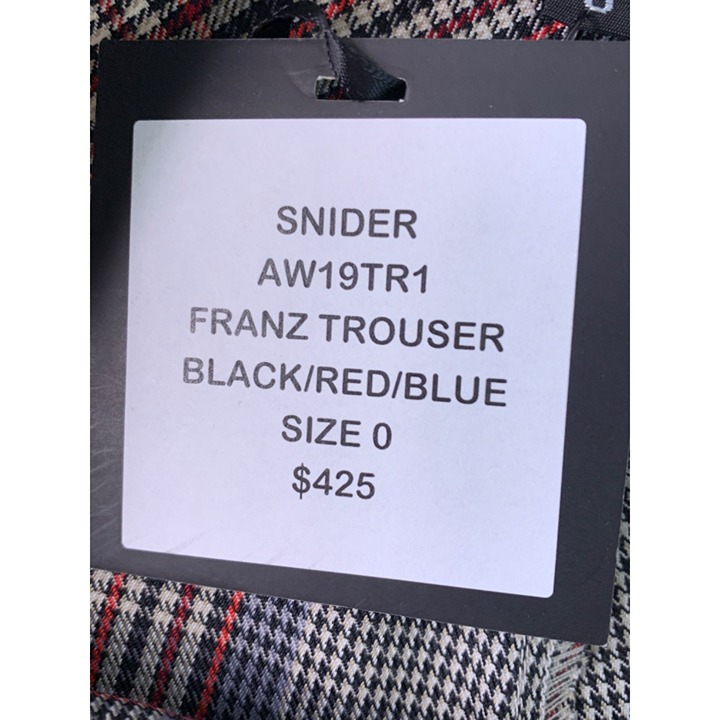 SNIDER
AW19TR1
FRANZ TROUSER
BLACK/RED/BLUE
SIZE 0
$425